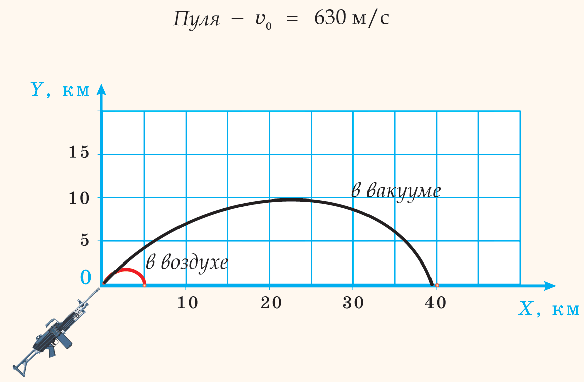 Пуля – v₀ = 630 м/с
Y, км
15
10
5
0
в вакууме
в воздухе
10 20 30 40
X, км